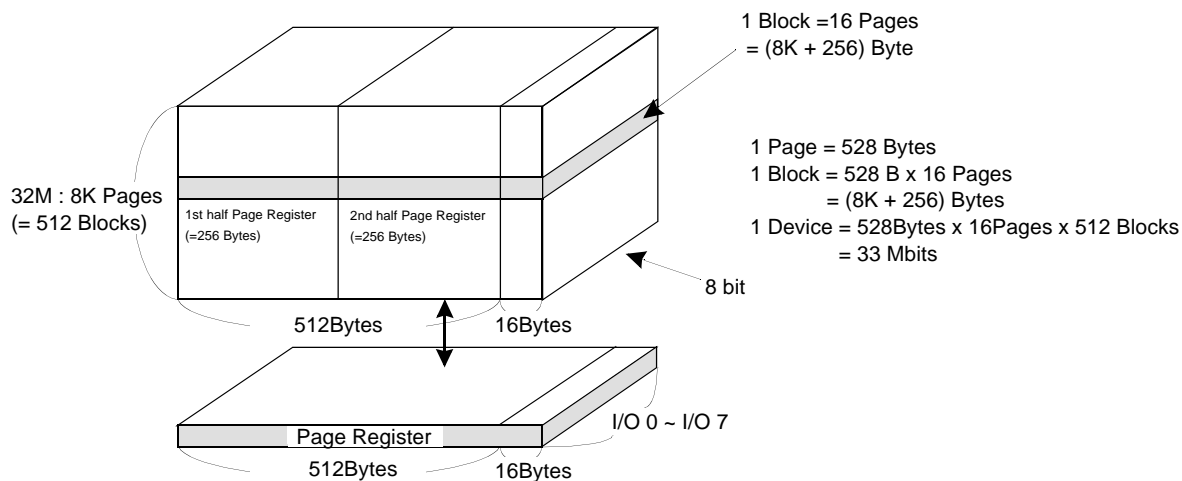 1 Block =16 Pages
= (8K + 256) Byte
32M : 8K Pages
(= 512 Blocks)
1st half Page Register
(=256 Bytes)
2nd half Page Register
(=256 Bytes)
1 Page = 528 Bytes
1 Block = 528 B x 16 Pages
= (8K + 256) Bytes
1 Device = 528Bytes x 16Pages x 512 Blocks
= 33 Mbits
8 bit
512Bytes
16Bytes
I/O 0 ~ I/O 7
Page Register
512Bytes
16Bytes